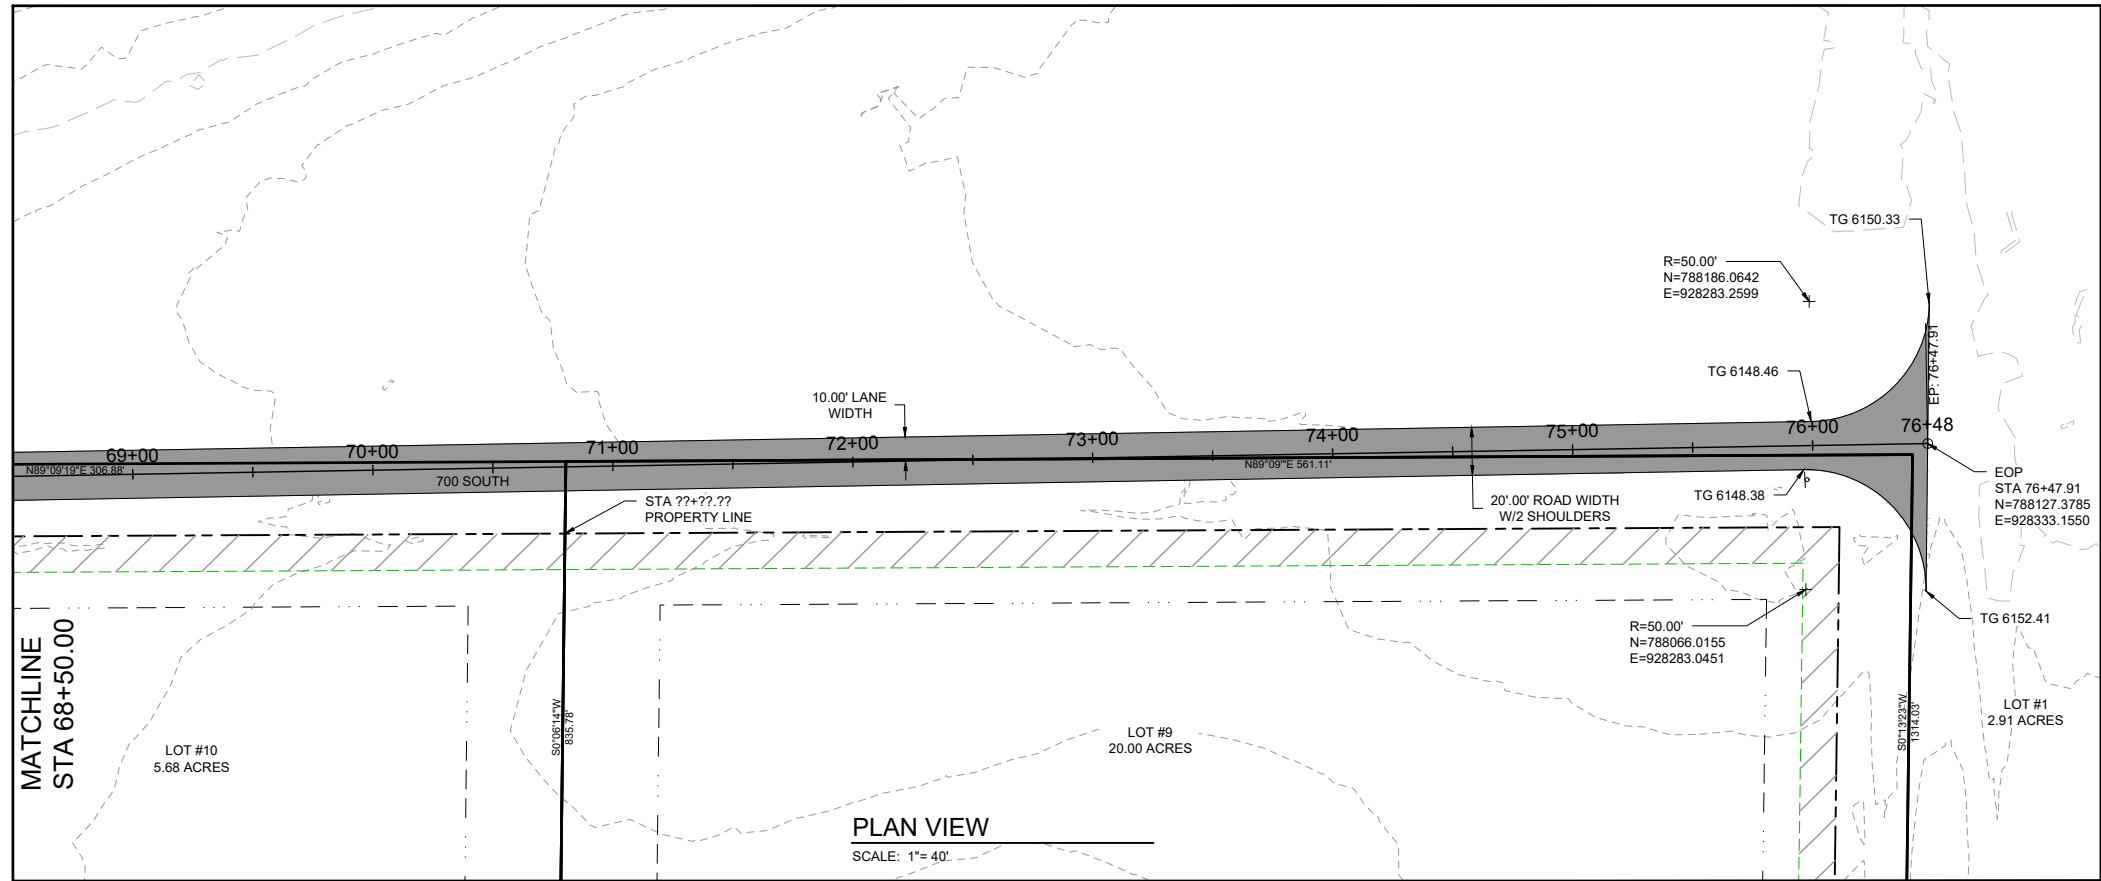 TG 6150.33
R=50.00'
N=788186.0642
E=928283.2599
EP: 76+47.91
TG 6148.46
10.00' LANE
WIDTH
69+00
70+00
71+00
72+00
73+00
74+00
75+00
76+00
76+48
N89°09'19"E 306.88'
700 SOUTH
N89°09'"E 561.11'
EOP
STA 76+47.91
N=788127.3785
E=928333.1550
STA ??+??.??
PROPERTY LINE
20'.00' ROAD WIDTH
W/2 SHOULDERS
TG 6148.38
TG 6152.41
R=50.00'
N=788066.0155
E=928283.0451
MATCHLINE
STA 68+50.00
LOT #10
5.68 ACRES
S0°06'14"W
835.78'
LOT #9
20.00 ACRES
S0°13'23"W
1314.03'
LOT #1
2.91 ACRES
PLAN VIEW
SCALE: 1"= 40'